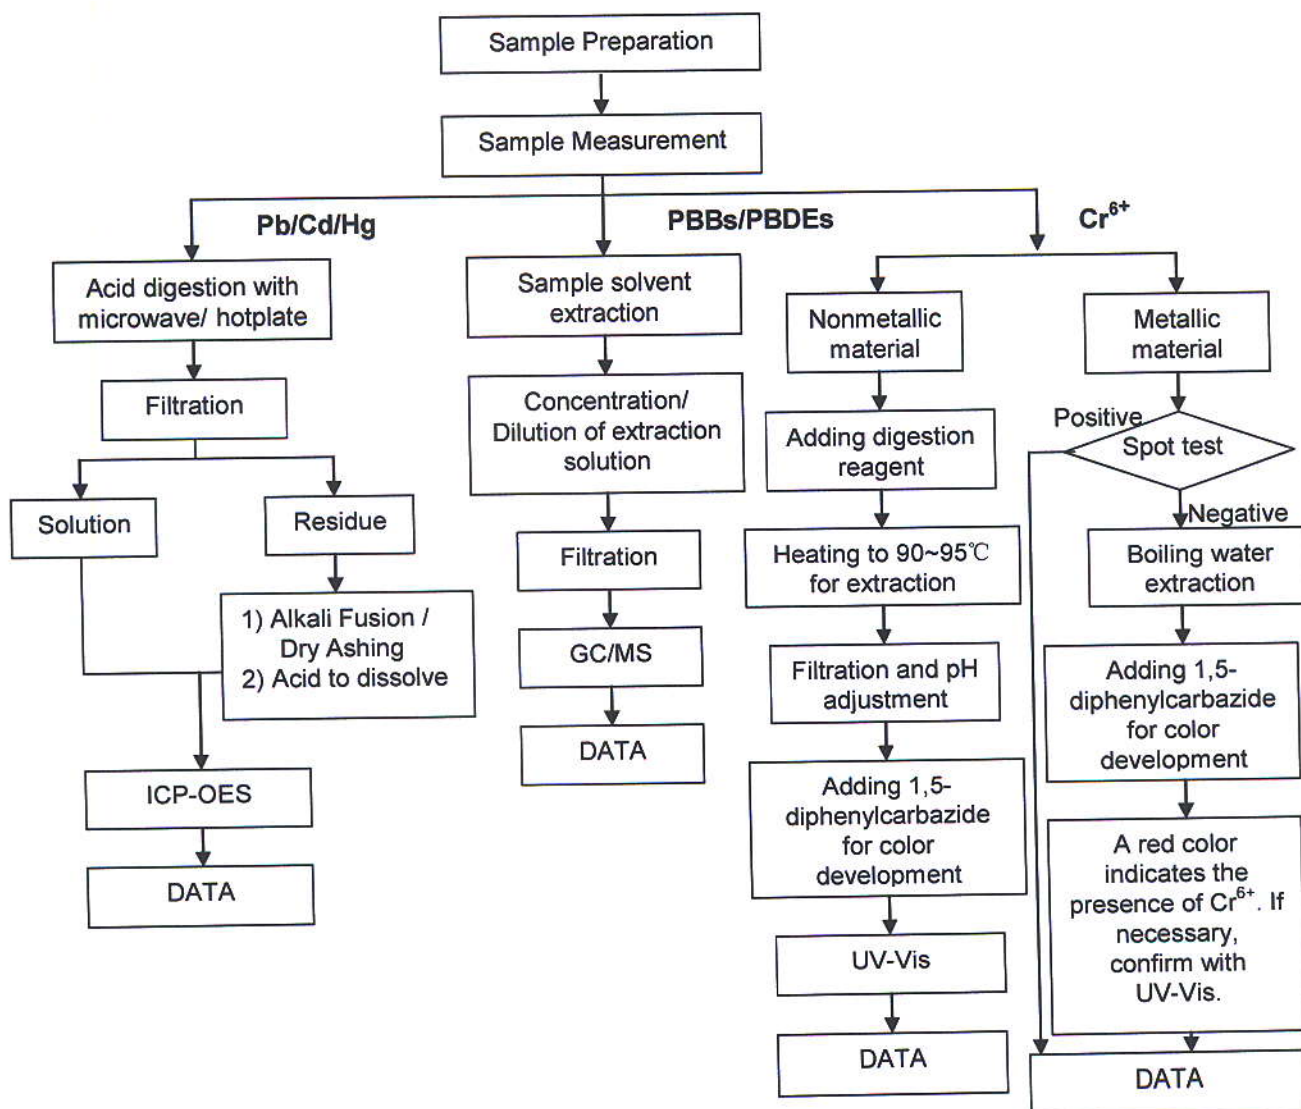 Sample Preparation
Sample Measurement
Pb/Cd/Hg
PBBs/PBDEs
Cr⁶⁺
Acid digestion with
microwave/ hotplate
Filtration
Solution
Residue
1) Alkali Fusion /
Dry Ashing
2) Acid to dissolve
ICP-OES
DATA
Sample solvent
extraction
Concentration/
Dilution of extraction
solution
Filtration
GC/MS
DATA
Nonmetallic
material
Adding digestion
reagent
Heating to 90~95℃
for extraction
Filtration and pH
adjustment
Adding 1,5-
diphenylcarbazide
for color
development
UV-Vis
DATA
Metallic
material
Positive
Spot test
Negative
Boiling water
extraction
Adding 1,5-
diphenylcarbazide
for color
development
A red color
indicates the
presence of Cr⁶⁺. If
necessary,
confirm with
UV-Vis.
DATA